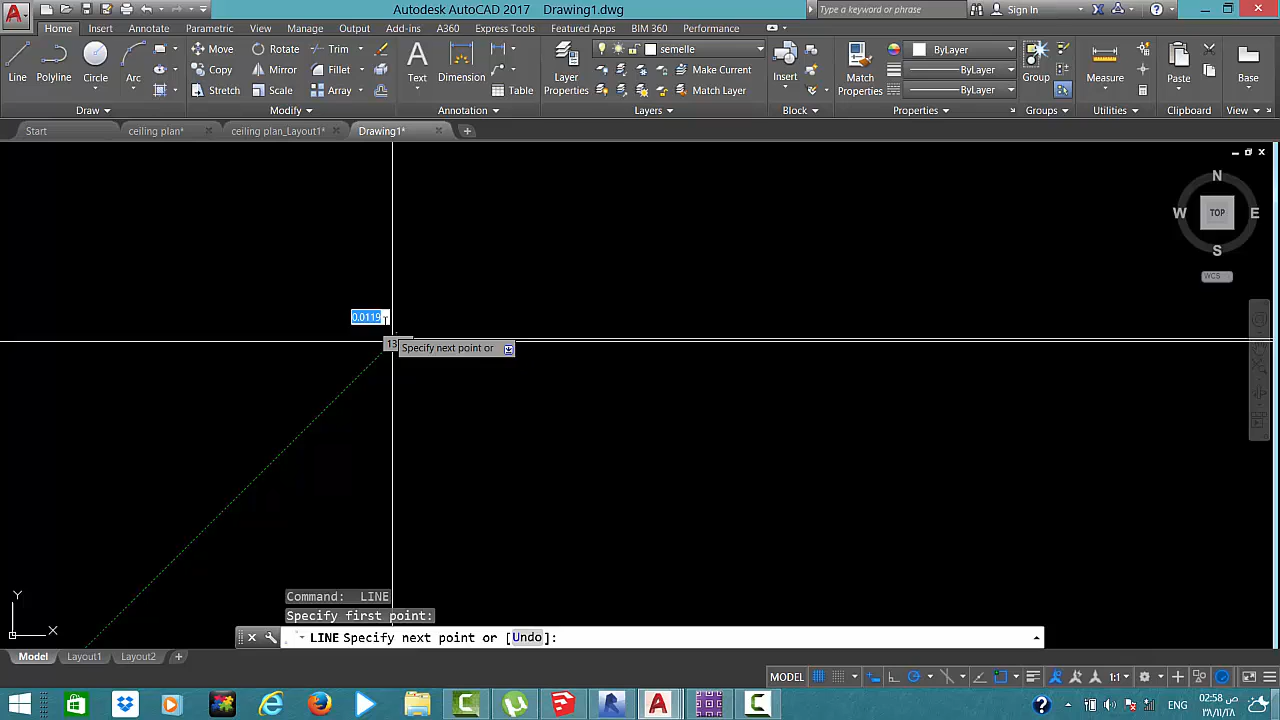 Autodesk AutoCAD 2017 Drawing1.dwg
Type a keyword or phrase
Sign In
Home Insert Annotate Parametric View Manage Output Add-ins A360 Express Tools Featured Apps BIM 360 Performance
Line Polyline Circle Arc
Move Rotate Trim
Copy Mirror Fillet
Stretch Scale Array
Text Dimension Table
Layer Properties
semelle
Make Current
Match Layer
Insert
Match Properties
ByLayer
ByLayer
ByLayer
Group Measure Paste Base
Draw Modify Annotation Layers Block Properties Groups Utilities Clipboard View
Start ceiling plan* ceiling plan_Layout1* Drawing1*
N
W TOP E
S
WCS
0.0119
13
Specify next point or
Y
X
Command: LINE
Specify first point:
LINE Specify next point or [Undo]:
Model Layout1 Layout2
MODEL
1:1
ENG
02:58 ص